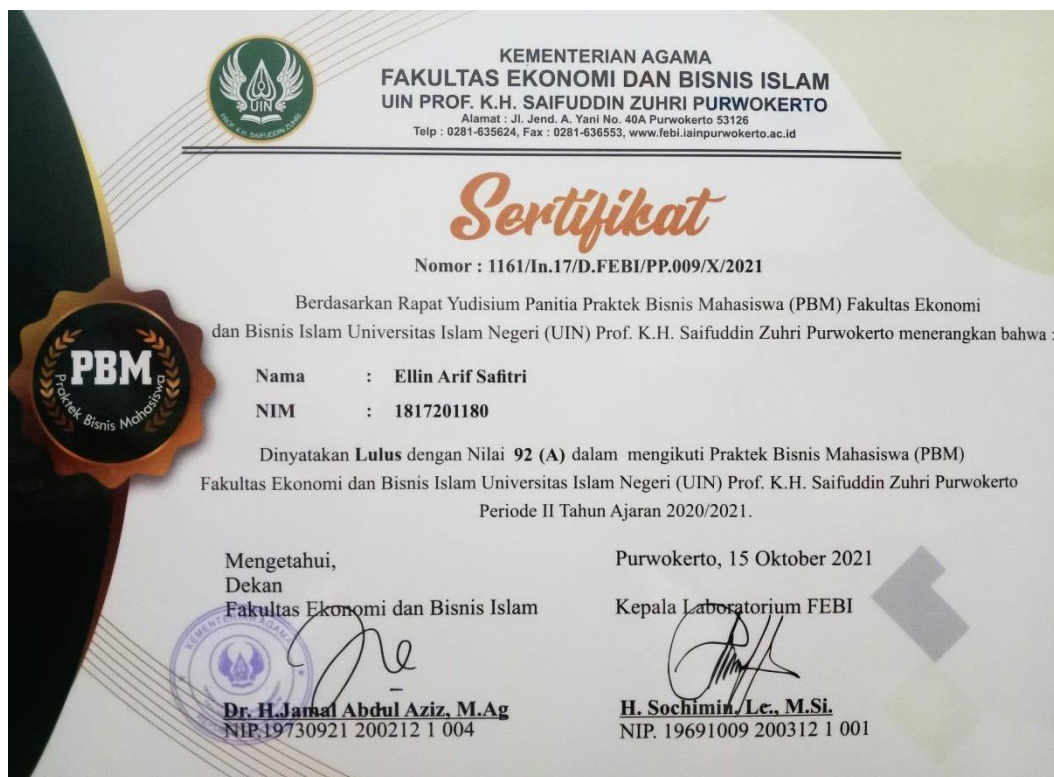 KEMENTERIAN AGAMA
FAKULTAS EKONOMI DAN BISNIS ISLAM
UIN PROF. K.H. SAIFUDDIN ZUHRI PURWOKERTO
Alamat : Jl. Jend. A. Yani No. 40A Purwokerto 53126
Telp : 0281-635624, Fax : 0281-636553, www.febi.iainpurwokerto.ac.id
UIN
PROF. K.H. SAIFUDDIN ZUHRI
Sertifikat
Nomor : 1161/In.17/D.FEBI/PP.009/X/2021
Berdasarkan Rapat Yudisium Panitia Praktek Bisnis Mahasiswa (PBM) Fakultas Ekonomi
dan Bisnis Islam Universitas Islam Negeri (UIN) Prof. K.H. Saifuddin Zuhri Purwokerto menerangkan bahwa :
PBM
Praktek Bisnis Mahasiswa
Nama : Ellin Arif Safitri
NIM : 1817201180
Dinyatakan Lulus dengan Nilai 92 (A) dalam mengikuti Praktek Bisnis Mahasiswa (PBM)
Fakultas Ekonomi dan Bisnis Islam Universitas Islam Negeri (UIN) Prof. K.H. Saifuddin Zuhri Purwokerto
Periode II Tahun Ajaran 2020/2021.
Mengetahui,
Dekan
Fakultas Ekonomi dan Bisnis Islam
KEMENTERIAN AGAMA
Dr. H.Jamal Abdul Aziz, M.Ag
NIP.19730921 200212 1 004
Purwokerto, 15 Oktober 2021
Kepala Laboratorium FEBI
H. Sochimin, Lc., M.Si.
NIP. 19691009 200312 1 001